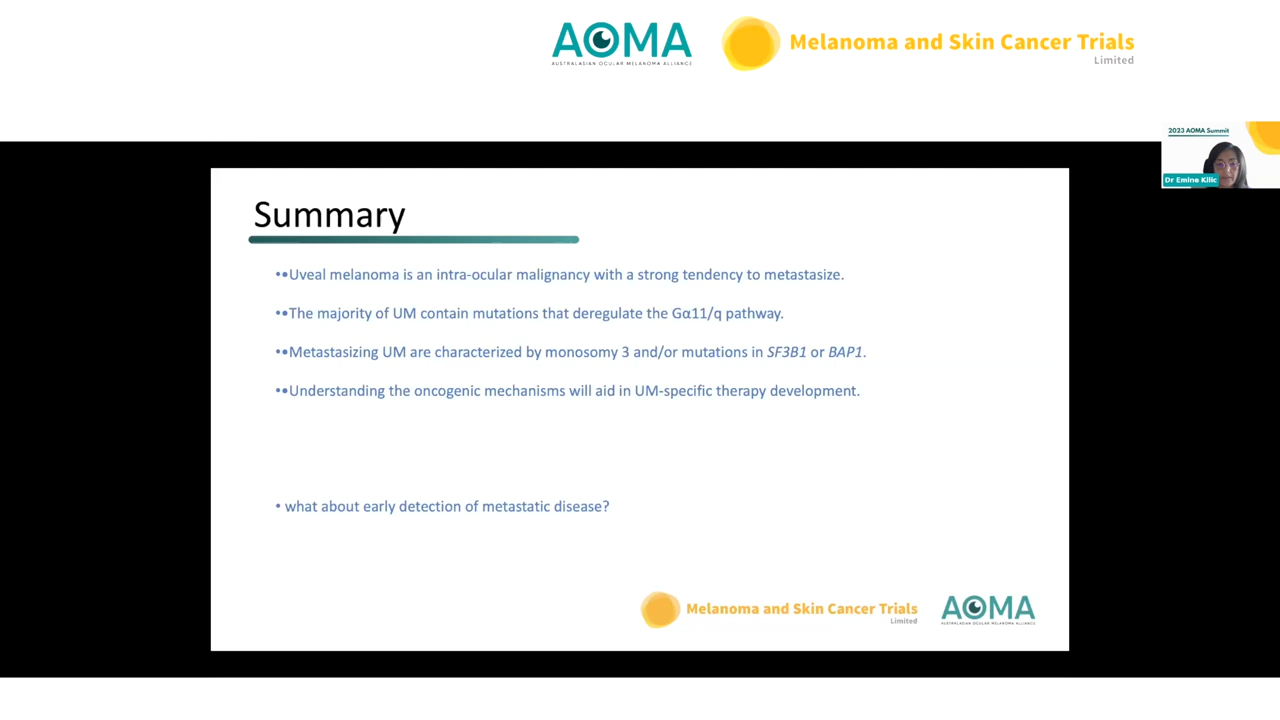 AOMA
AUSTRALASIAN OCULAR MELANOMA ALLIANCE
Melanoma and Skin Cancer Trials
Limited
2023 AOMA Summit
Dr Emine Kilic
Summary
••Uveal melanoma is an intra-ocular malignancy with a strong tendency to metastasize.
••The majority of UM contain mutations that deregulate the Gα11/q pathway.
••Metastasizing UM are characterized by monosomy 3 and/or mutations in SF3B1 or BAP1.
••Understanding the oncogenic mechanisms will aid in UM-specific therapy development.
• what about early detection of metastatic disease?
Melanoma and Skin Cancer Trials
Limited
AOMA
AUSTRALASIAN OCULAR MELANOMA ALLIANCE